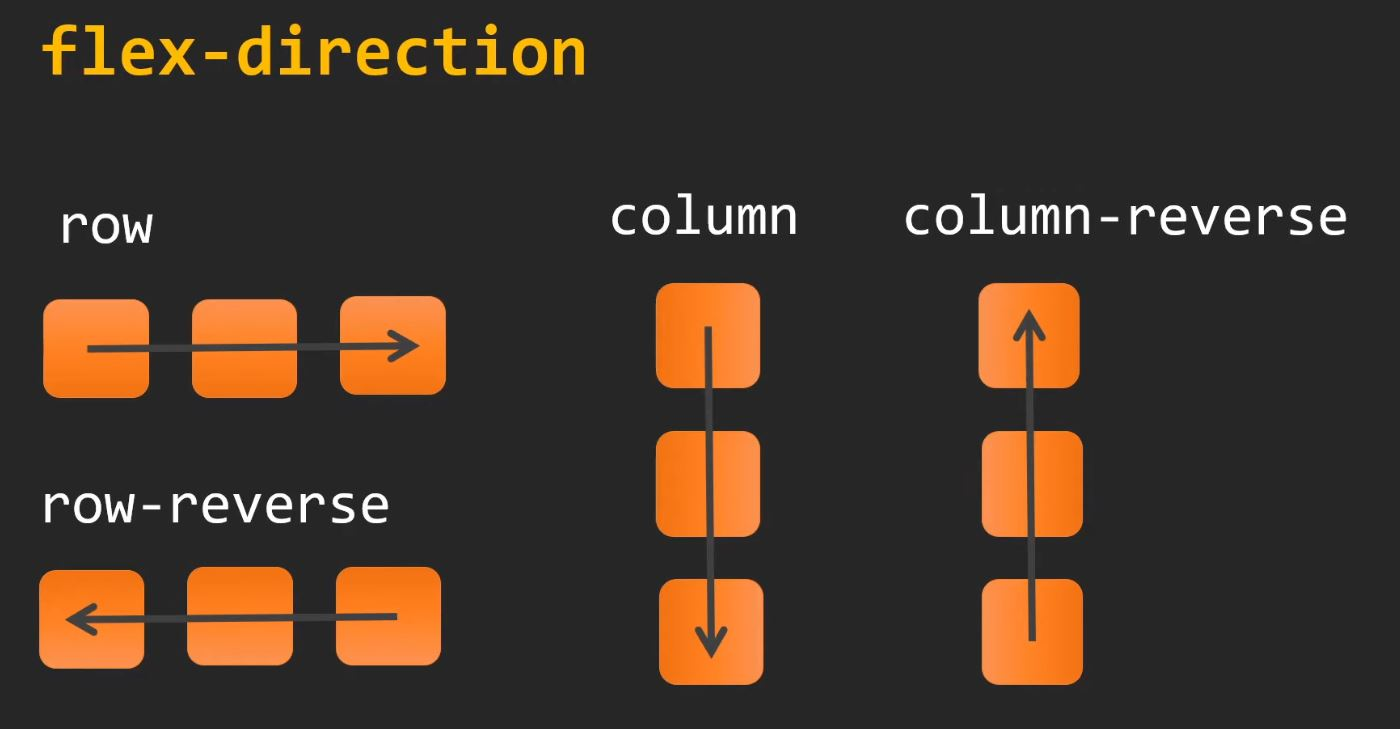 flex-direction
row
column
column-reverse
row-reverse